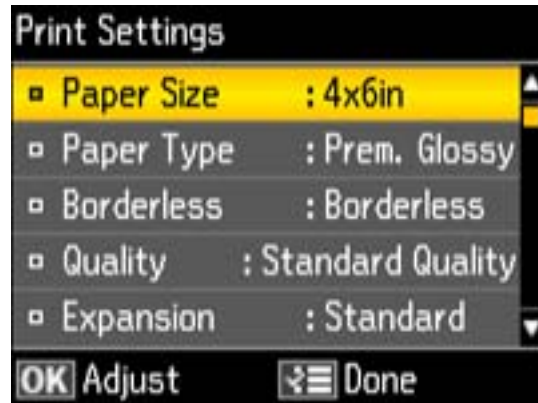 Print Settings
Paper Size : 4x6in
Paper Type : Prem. Glossy
Borderless : Borderless
Quality : Standard Quality
Expansion : Standard
OK Adjust Done